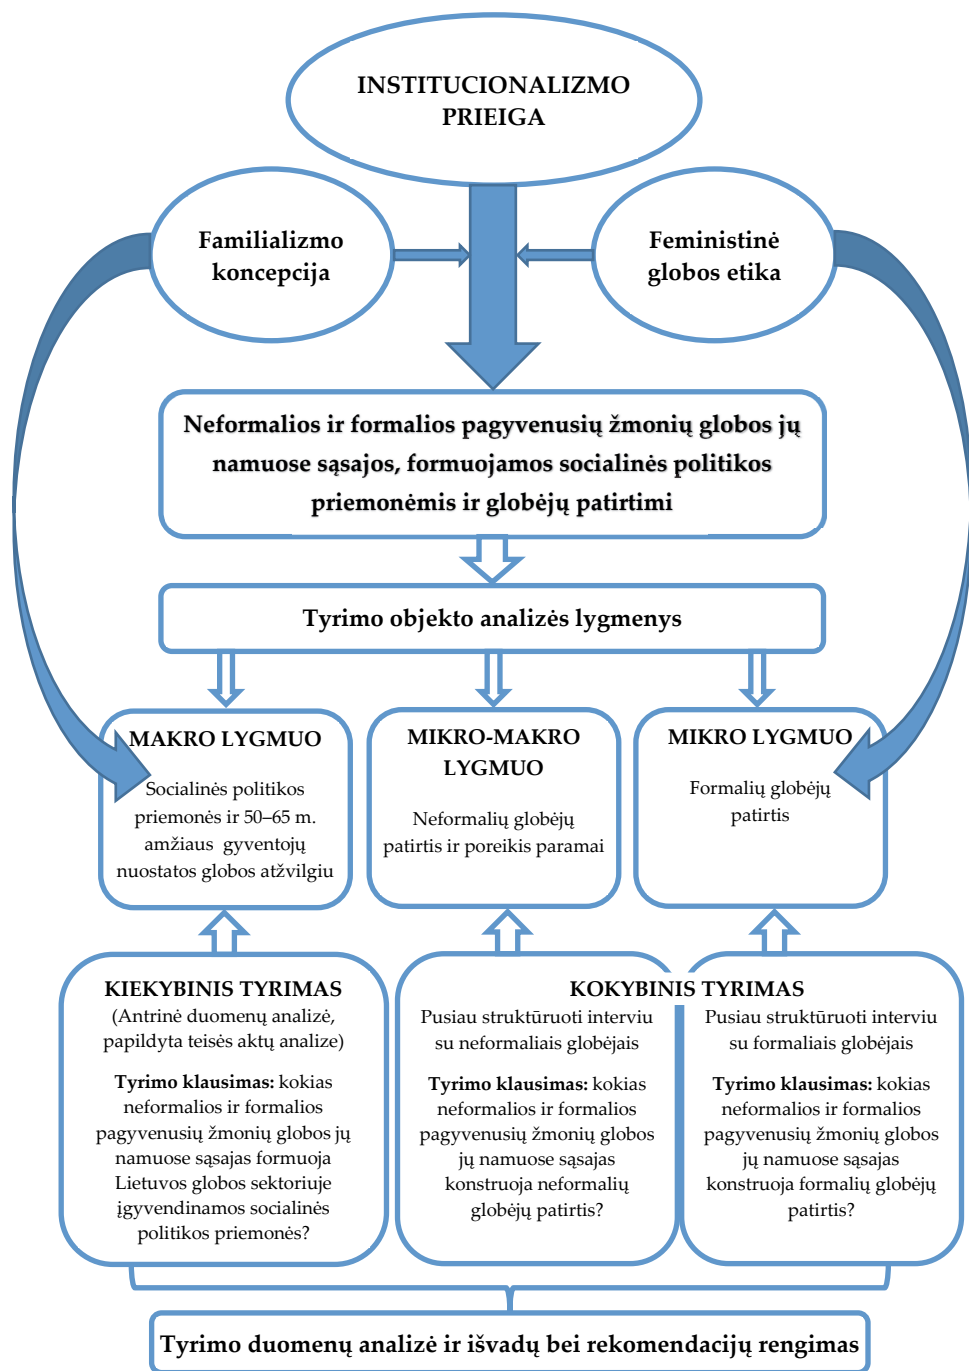 INSTITUCIONALIZMO
PRIEIGA
Familializmo
koncepcija
Feministinė
globos etika
Neformalios ir formalios pagyvenusių žmonių globos jų
namuose sąsajos, formuojamos socialinės politikos
priemonėmis ir globėjų patirtimi
Tyrimo objekto analizės lygmenys
MAKRO LYGMUO
Socialinės politikos
priemonės ir 50–65 m.
amžiaus gyventojų
nuostatos globos atžvilgiu
MIKRO-MAKRO
LYGMUO
Neformalių globėjų
patirtis ir poreikis paramai
MIKRO LYGMUO
Formalių globėjų
patirtis
KIEKYBINIS TYRIMAS
(Antrinė duomenų analizė,
papildyta teisės aktų analize)
Tyrimo klausimas: kokias
neformalios ir formalios
pagyvenusių žmonių globos jų
namuose sąsajas formuoja
Lietuvos globos sektoriuje
įgyvendinamos socialinės
politikos priemonės?
KOKYBINIS TYRIMAS
Pusiau struktūruoti interviu
su neformaliais globėjais
Tyrimo klausimas: kokias
neformalios ir formalios
pagyvenusių žmonių globos
jų namuose sąsajas
konstruoja neformalių
globėjų patirtis?
Pusiau struktūruoti interviu
su formaliais globėjais
Tyrimo klausimas: kokias
neformalios ir formalios
pagyvenusių žmonių globos
jų namuose sąsajas
konstruoja formalių globėjų
patirtis?
Tyrimo duomenų analizė ir išvadų bei rekomendacijų rengimas